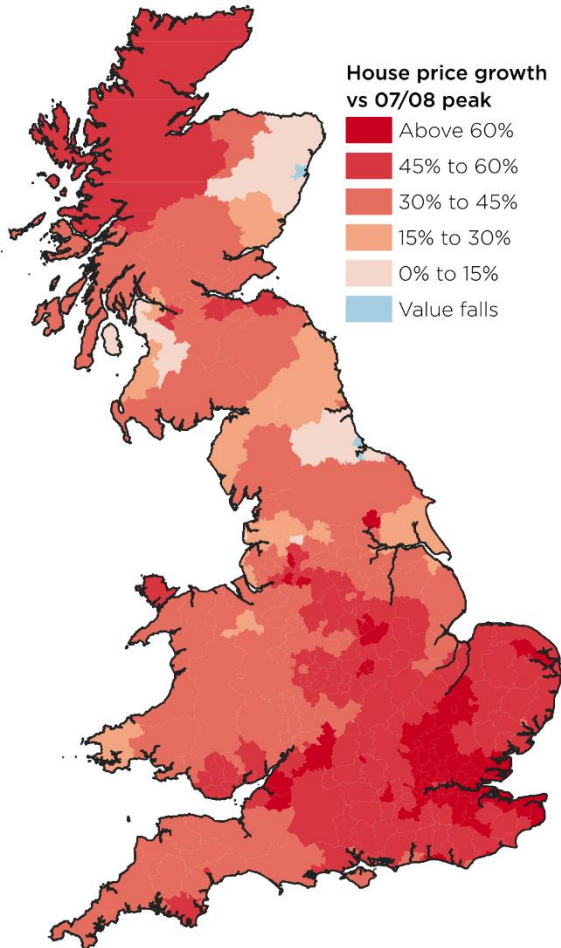 House price growth
vs 07/08 peak
Above 60%
45% to 60%
30% to 45%
15% to 30%
0% to 15%
Value falls